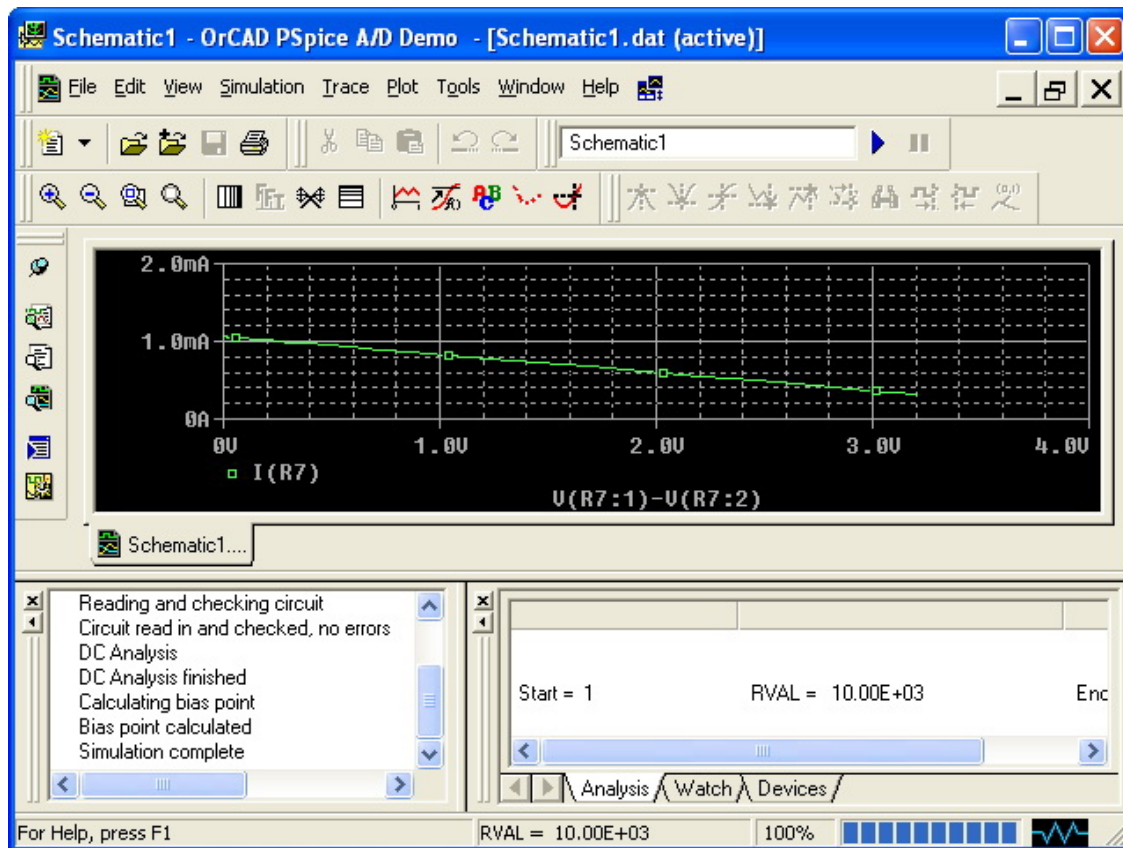 Schematic1 - OrCAD PSpice A/D Demo - [Schematic1.dat (active)]
File Edit View Simulation Trace Plot Tools Window Help
Schematic1
2.0mA
1.0mA
0A
0V 1.0V 2.0V 3.0V 4.0V
I(R7)
V(R7:1)-V(R7:2)
Schematic1....
Reading and checking circuit
Circuit read in and checked, no errors
DC Analysis
DC Analysis finished
Calculating bias point
Bias point calculated
Simulation complete
Start = 1 RVAL = 10.00E+03 Enc
Analysis Watch Devices
For Help, press F1 RVAL = 10.00E+03 100%